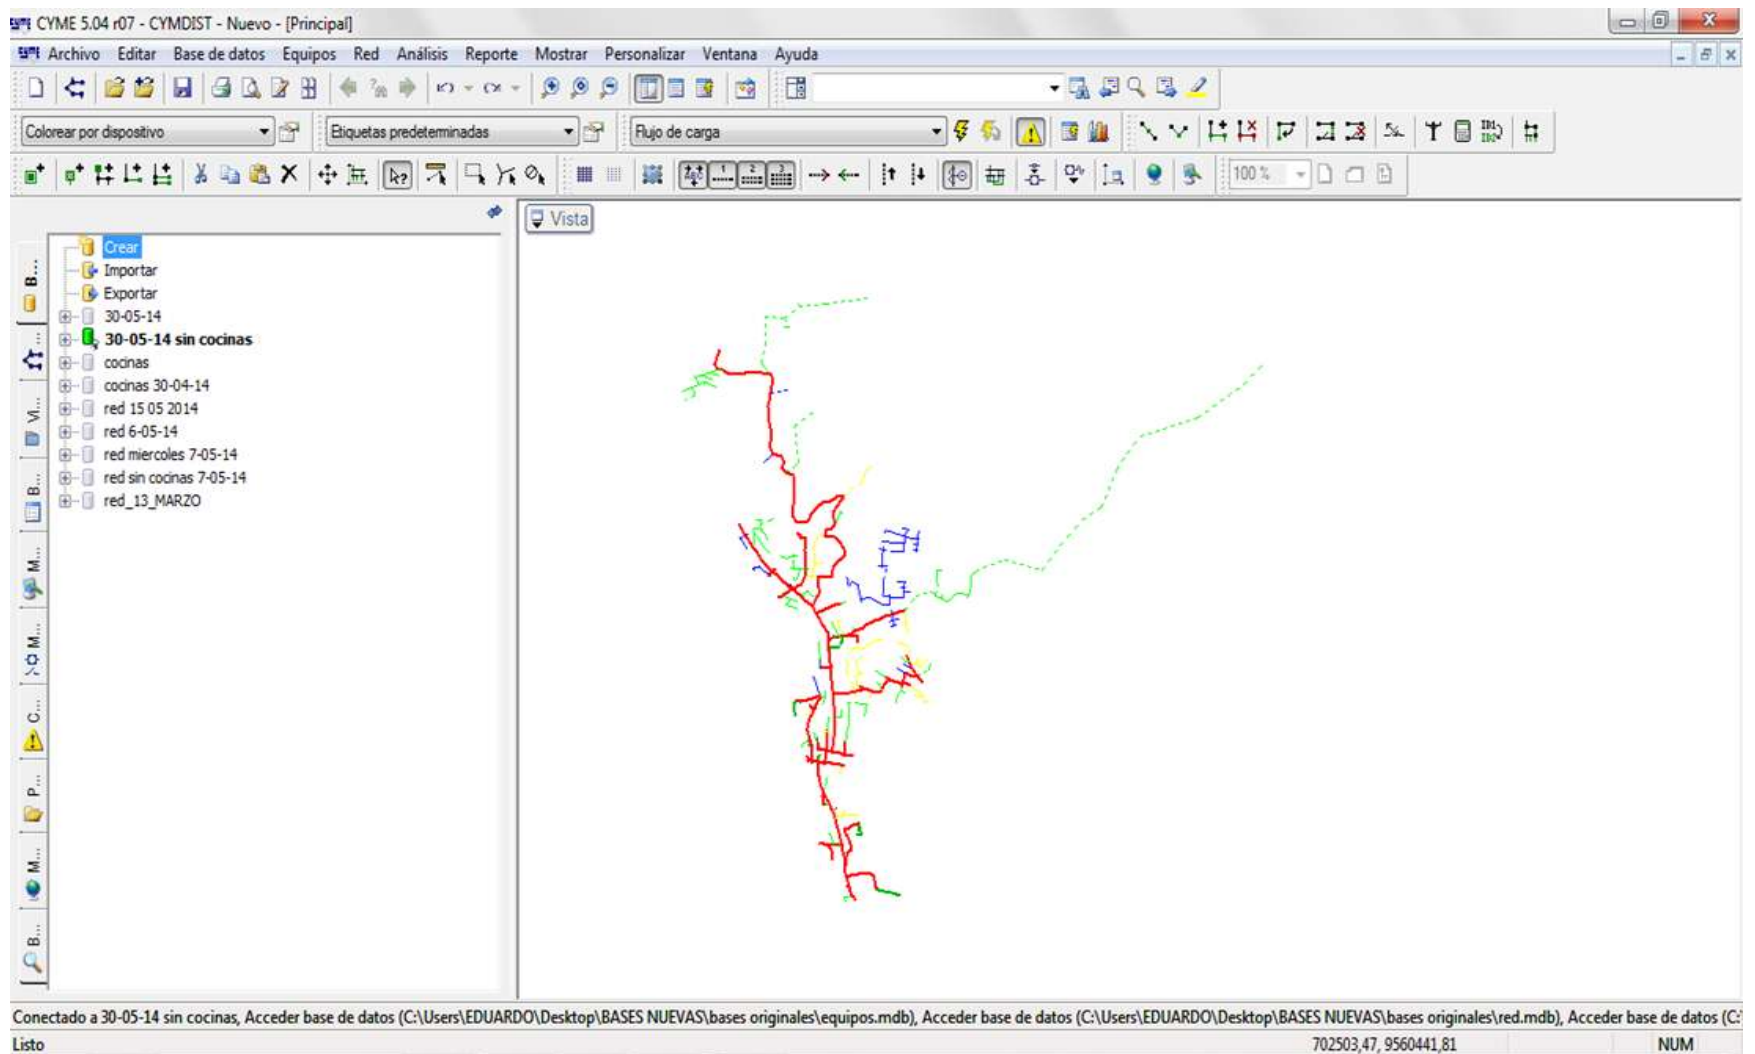 CYME 5.04 r07 - CYMDIST - Nuevo - [Principal]
Archivo Editar Base de datos Equipos Red Análisis Reporte Mostrar Personalizar Ventana Ayuda
Colorear por dispositivo Etiquetas predeterminadas Flujo de carga
100 %
Vista
Crear
Importar
Exportar
30-05-14
30-05-14 sin cocinas
cocinas
cocinas 30-04-14
red 15 05 2014
red 6-05-14
red miercoles 7-05-14
red sin cocinas 7-05-14
red_13_MARZO
B...
...
VI...
B...
M...
M...
C...
P...
M...
B...
Conectado a 30-05-14 sin cocinas, Acceder base de datos (C:\Users\EDUARDO\Desktop\BASES NUEVAS\bases originales\equipos.mdb), Acceder base de datos (C:\Users\EDUARDO\Desktop\BASES NUEVAS\bases originales\red.mdb), Acceder base de datos (C:
Listo 702503,47, 9560441,81 NUM